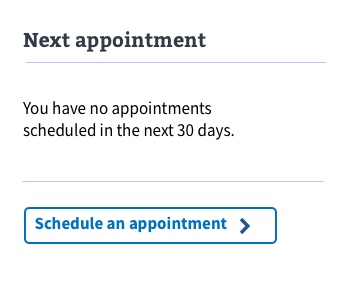 Next appointment
You have no appointments
scheduled in the next 30 days.
Schedule an appointment